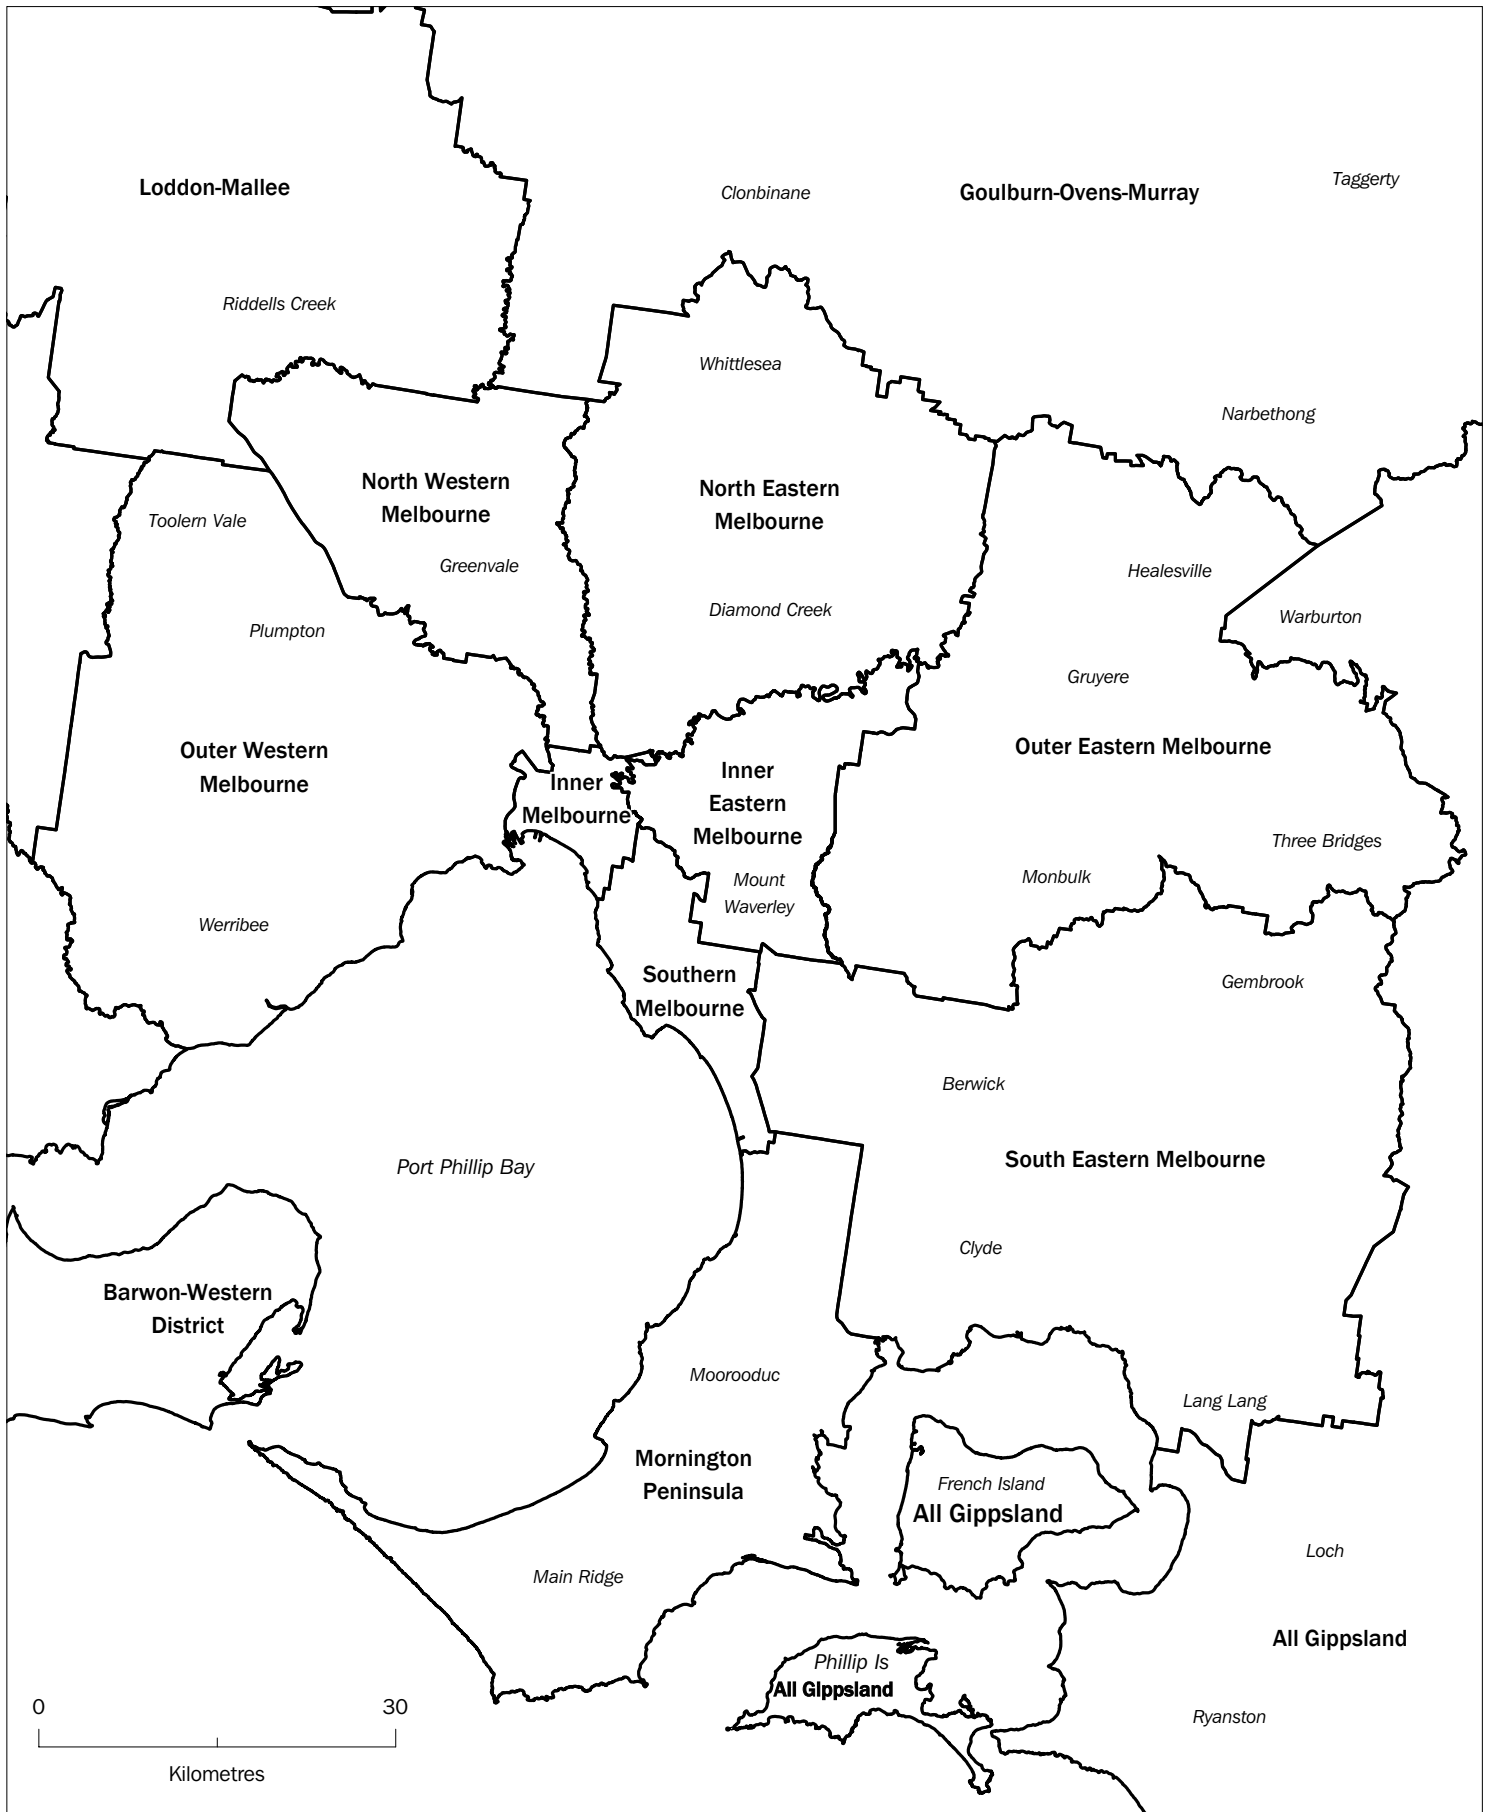 Taggerty
Loddon-Mallee
Clonbinane
Goulburn-Ovens-Murray
Riddells Creek
Whittlesea
Narbethong
North Western
Melbourne
North Eastern
Melbourne
Toolern Vale
Greenvale
Healesville
Diamond Creek
Warburton
Plumpton
Gruyere
Outer Western
Melbourne
Outer Eastern Melbourne
Inner
Melbourne
Inner
Eastern
Melbourne
Three Bridges
Mount
Waverley
Monbulk
Werribee
Southern
Melbourne
Gembrook
Berwick
Port Phillip Bay
South Eastern Melbourne
Clyde
Barwon-Western
District
Moorooduc
Lang Lang
Mornington
Peninsula
French Island
All Gippsland
Loch
Main Ridge
All Gippsland
Phillip Is
All GIppsland
Ryanston
0 30
Kilometres